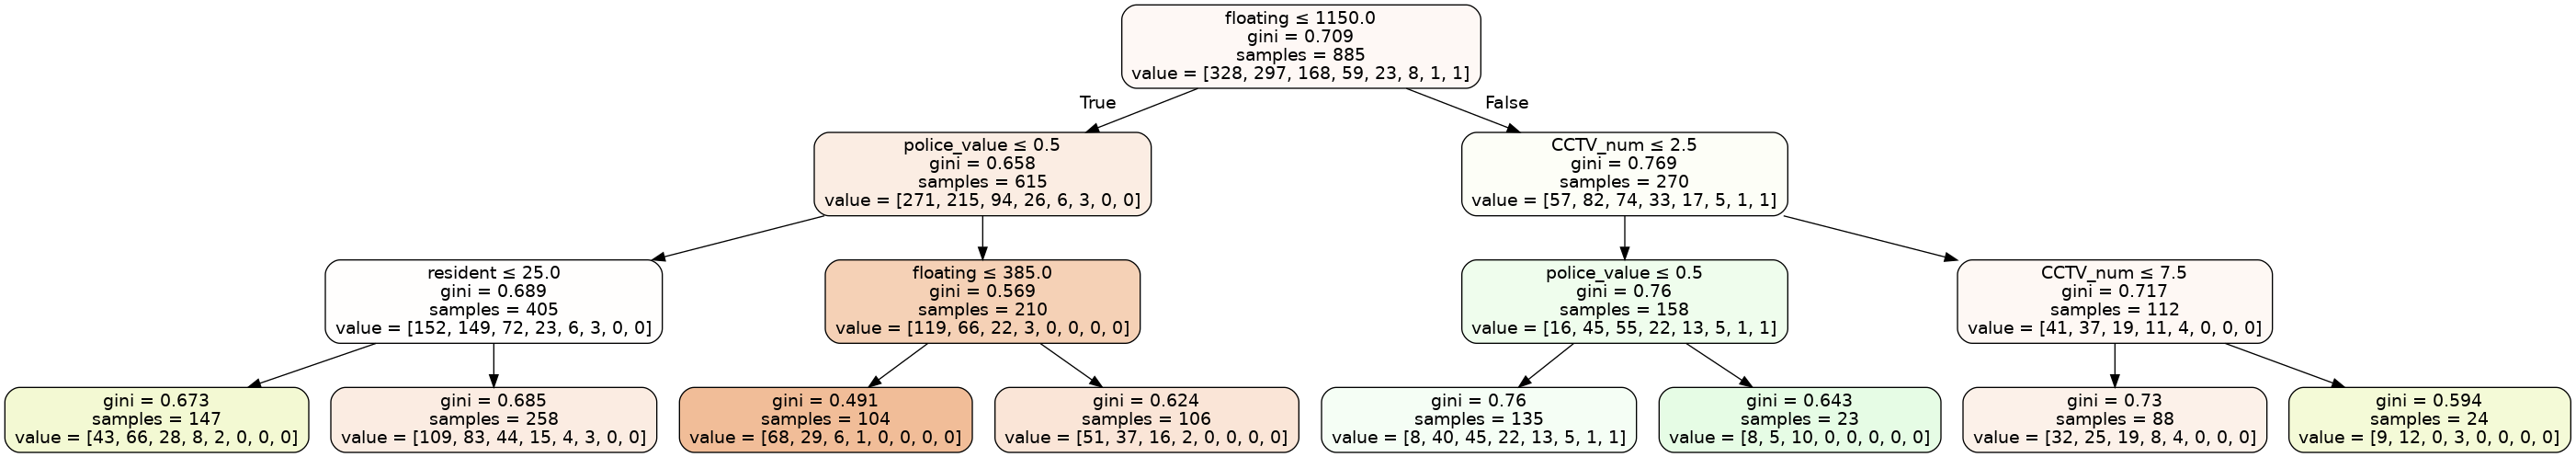 floating ≤ 1150.0
gini = 0.709
samples = 885
value = [328, 297, 168, 59, 23, 8, 1, 1]
True
False
police_value ≤ 0.5
gini = 0.658
samples = 615
value = [271, 215, 94, 26, 6, 3, 0, 0]
CCTV_num ≤ 2.5
gini = 0.769
samples = 270
value = [57, 82, 74, 33, 17, 5, 1, 1]
resident ≤ 25.0
gini = 0.689
samples = 405
value = [152, 149, 72, 23, 6, 3, 0, 0]
floating ≤ 385.0
gini = 0.569
samples = 210
value = [119, 66, 22, 3, 0, 0, 0, 0]
police_value ≤ 0.5
gini = 0.76
samples = 158
value = [16, 45, 55, 22, 13, 5, 1, 1]
CCTV_num ≤ 7.5
gini = 0.717
samples = 112
value = [41, 37, 19, 11, 4, 0, 0, 0]
gini = 0.673
samples = 147
value = [43, 66, 28, 8, 2, 0, 0, 0]
gini = 0.685
samples = 258
value = [109, 83, 44, 15, 4, 3, 0, 0]
gini = 0.491
samples = 104
value = [68, 29, 6, 1, 0, 0, 0, 0]
gini = 0.624
samples = 106
value = [51, 37, 16, 2, 0, 0, 0, 0]
gini = 0.76
samples = 135
value = [8, 40, 45, 22, 13, 5, 1, 1]
gini = 0.643
samples = 23
value = [8, 5, 10, 0, 0, 0, 0, 0]
gini = 0.73
samples = 88
value = [32, 25, 19, 8, 4, 0, 0, 0]
gini = 0.594
samples = 24
value = [9, 12, 0, 3, 0, 0, 0, 0]